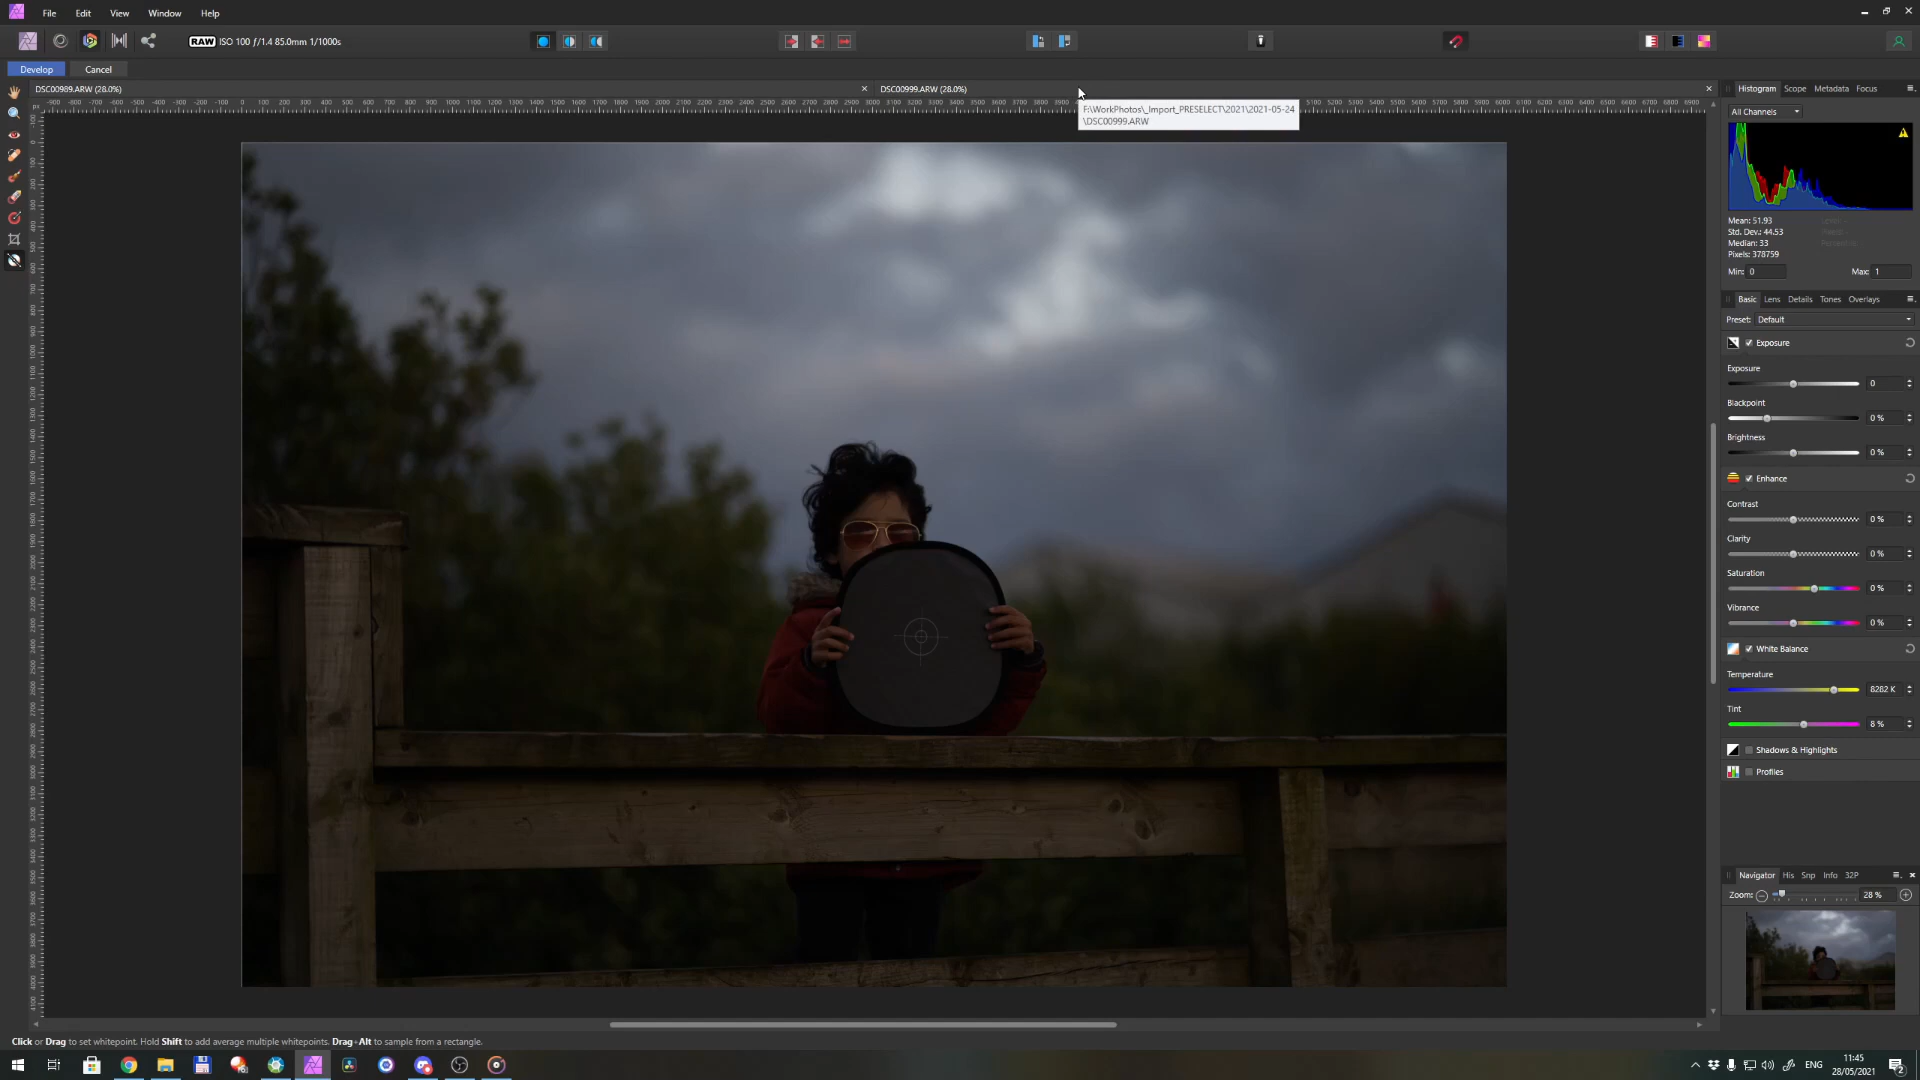 File Edit View Window Help
RAW ISO 100 f/1.4 85.0mm 1/1000s
Develop Cancel
DSC00989.ARW (28.0%)
DSC00999.ARW (28.0%)
F:\WorkPhotos\_Import_PRESELECT\2021\2021-05-24
\DSC00999.ARW
Histogram Scope Metadata Focus
All Channels
Mean: 51.93
Std. Dev.: 44.53
Median: 33
Pixels: 378759
Min: 0 Max: 1
Basic Lens Details Tones Overlays
Preset: Default
Exposure
Exposure
0
Blackpoint
0 %
Brightness
0 %
Enhance
Contrast
0 %
Clarity
0 %
Saturation
0 %
Vibrance
0 %
White Balance
Temperature
8282 K
Tint
8 %
Shadows & Highlights
Profiles
Navigator His Snp Info 32P
Zoom: 28 %
Click or Drag to set whitepoint. Hold Shift to add average multiple whitepoints. Drag+Alt to sample from a rectangle.
ENG
11:45
28/05/2021
2